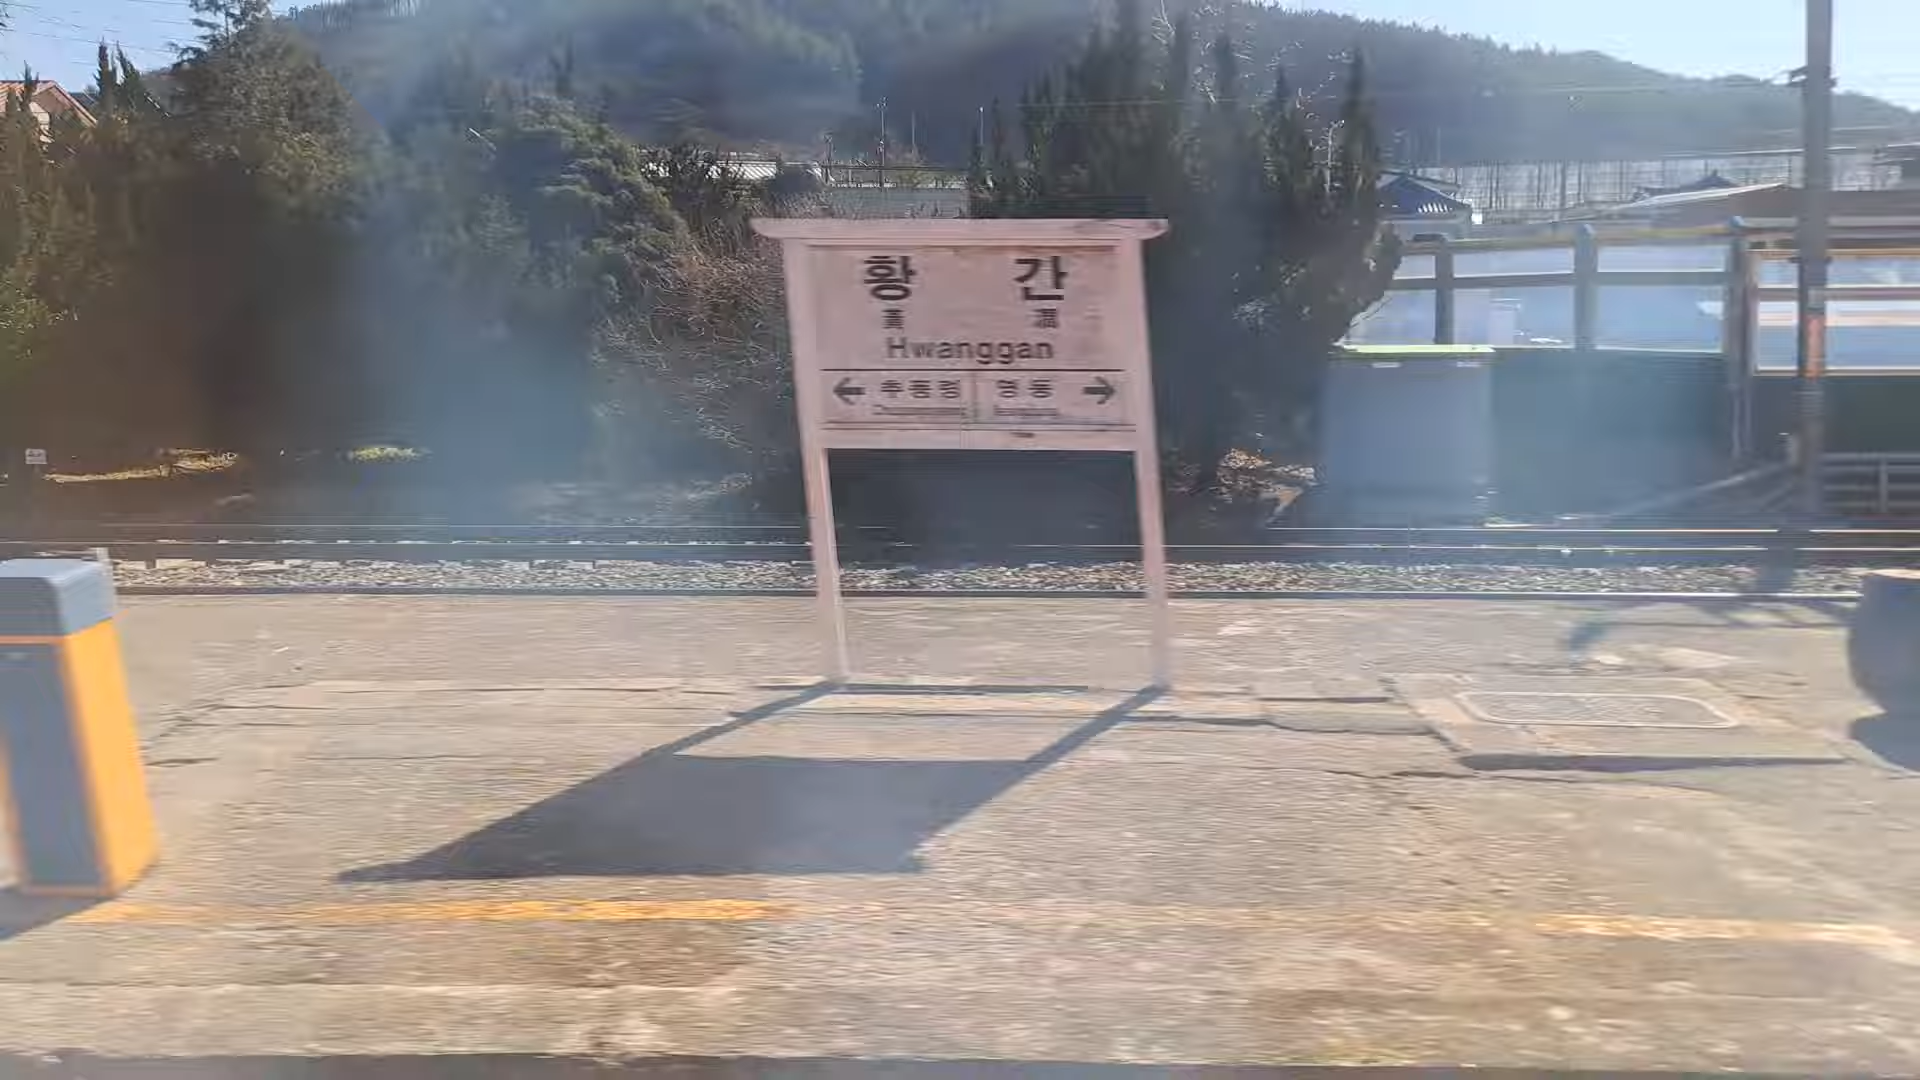 황 간
黃 澗
Hwanggan
← 추풍령 영동 →